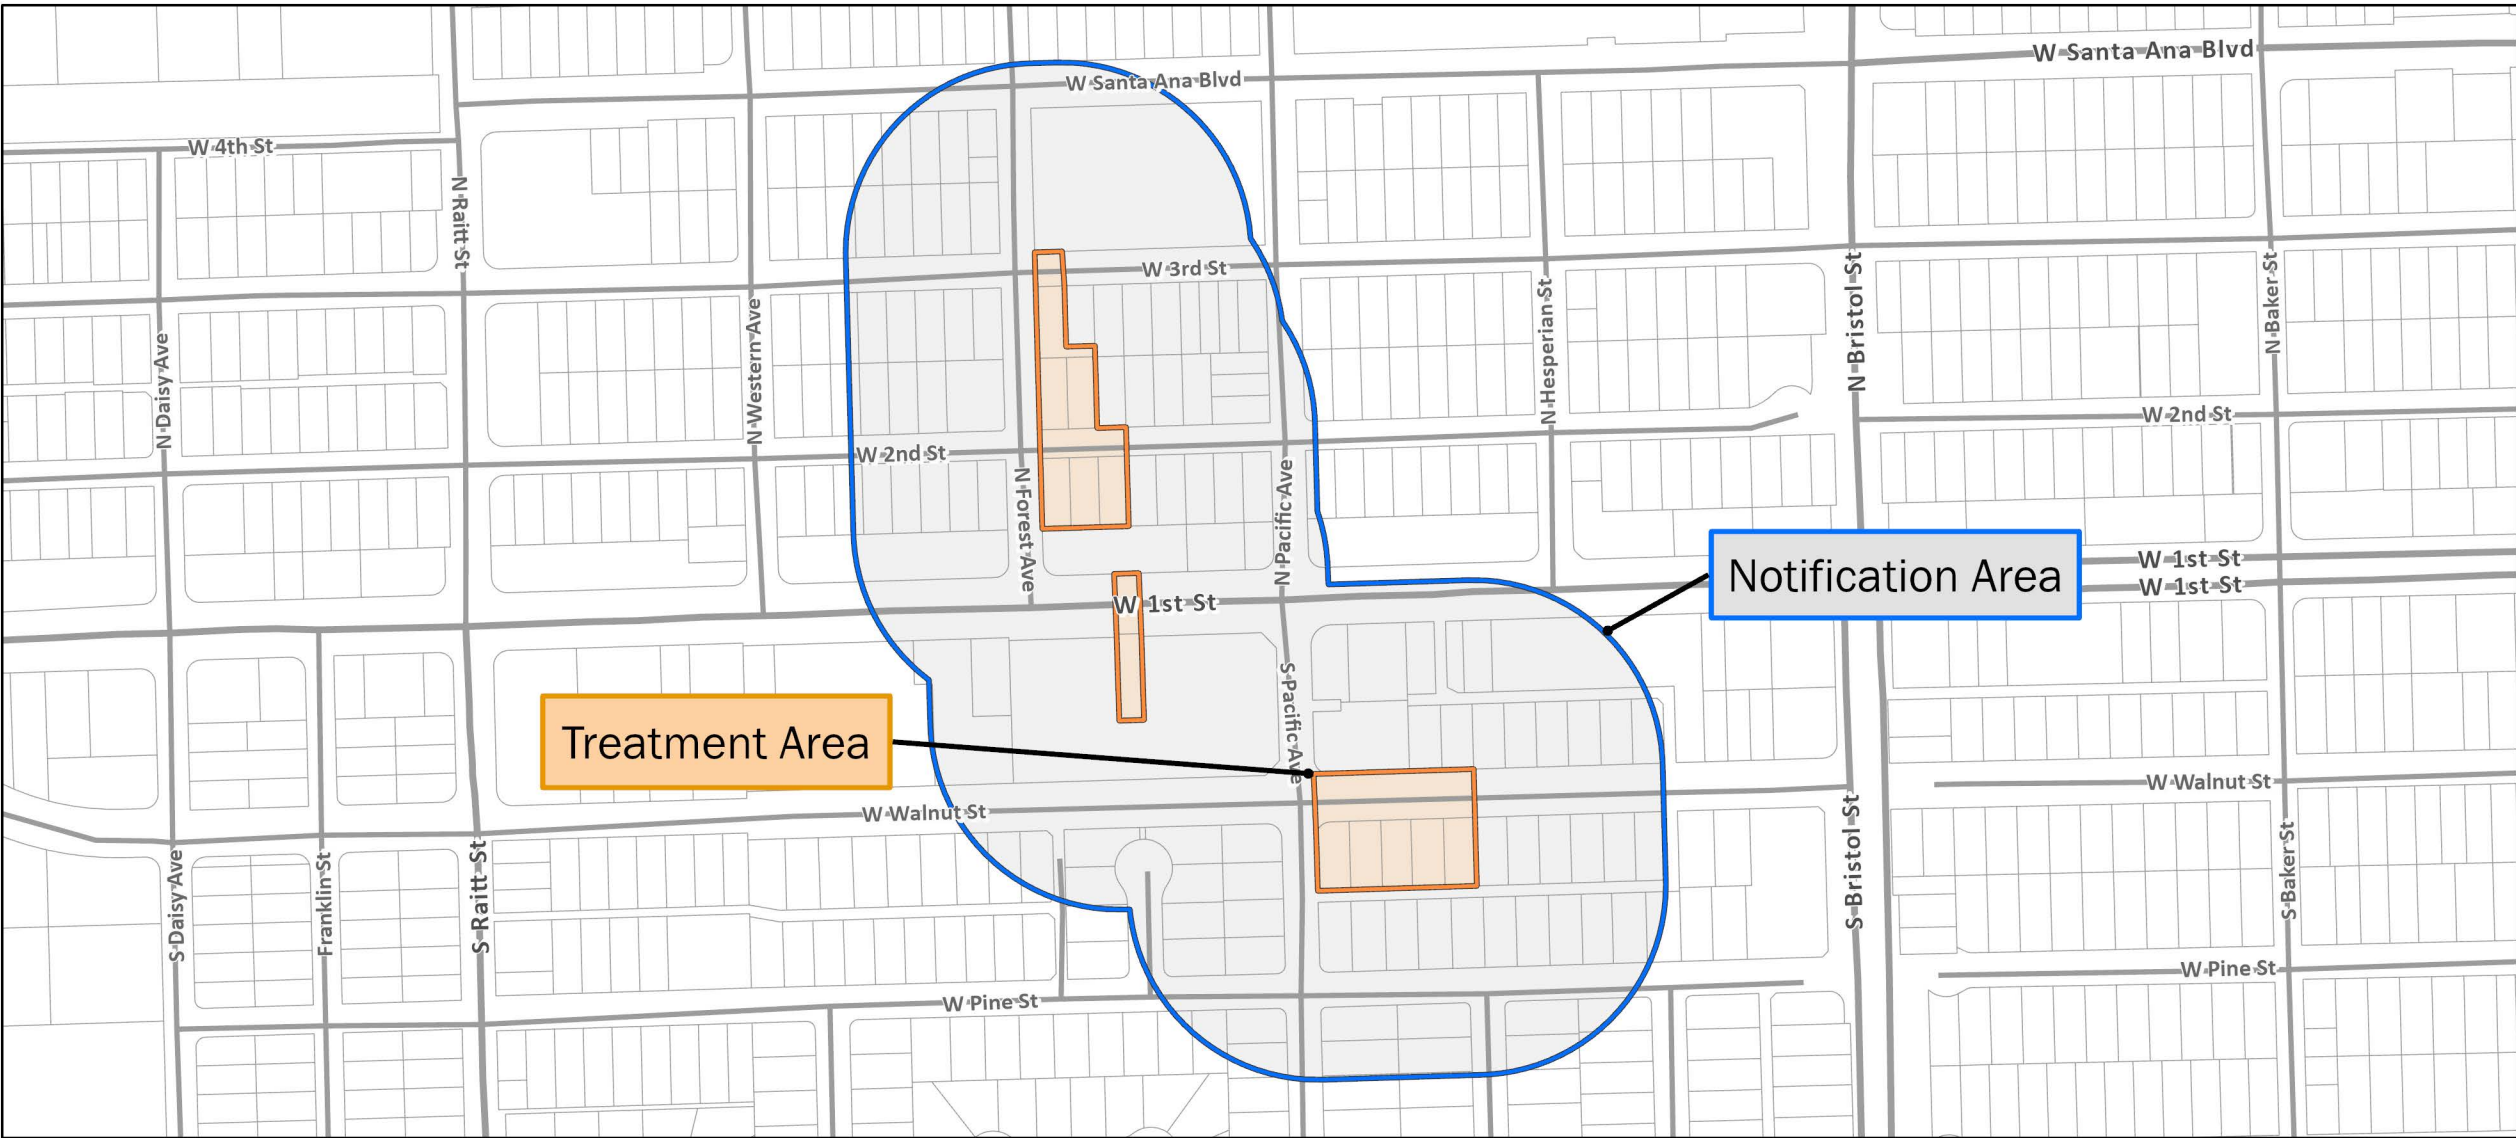 W Santa Ana Blvd
W Santa Ana Blvd
W 4th St
N Raitt St
W 3rd St
N Bristol St
N Baker St
N Hesperian St
N Western Ave
N Daisy Ave
W 2nd St
W 2nd St
N Forest Ave
N Pacific Ave
Notification Area
W 1st St
W 1st St
W 1st St
Treatment Area
S Pacific Ave
W Walnut St
W Walnut St
S Daisy Ave
Franklin St
S Raitt St
S Bristol St
S Baker St
W Pine St
W Pine St